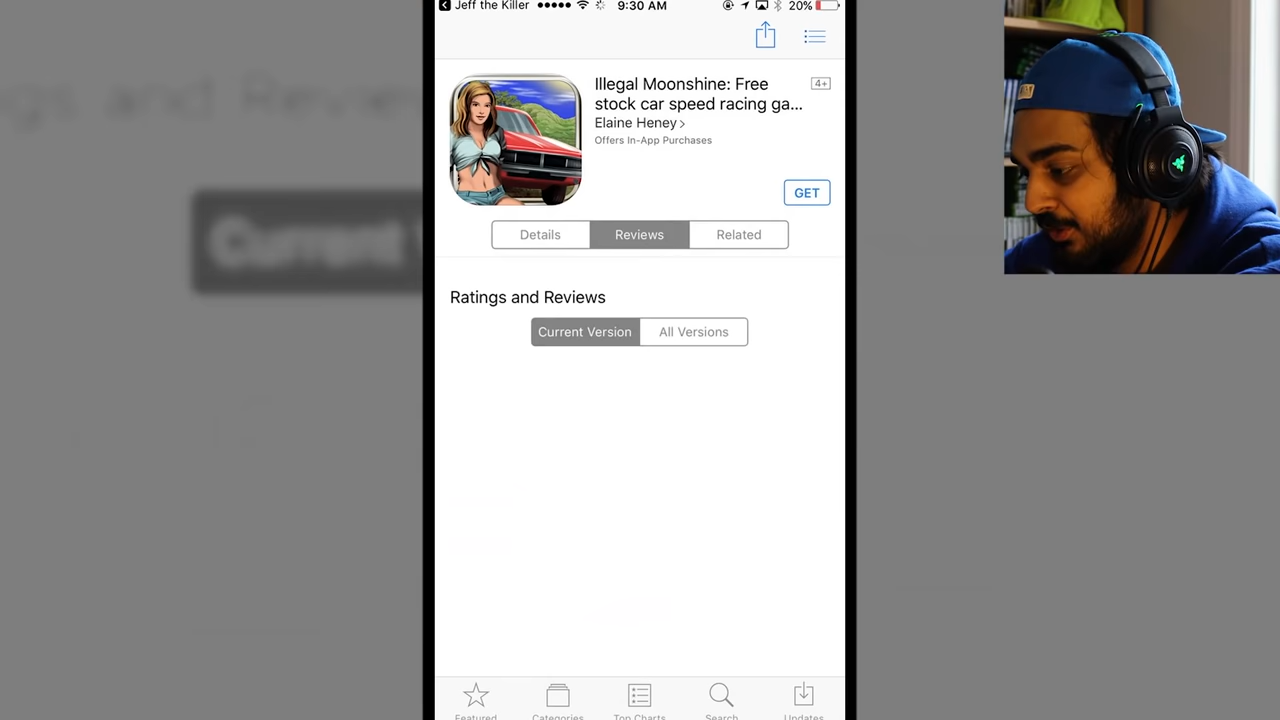 Jeff the Killer 9:30 AM 20%
Illegal Moonshine: Free
stock car speed racing ga...
4+
Elaine Heney >
Offers In-App Purchases
GET
Details Reviews Related
Ratings and Reviews
Current Version All Versions
Featured Categories Top Charts Search Updates